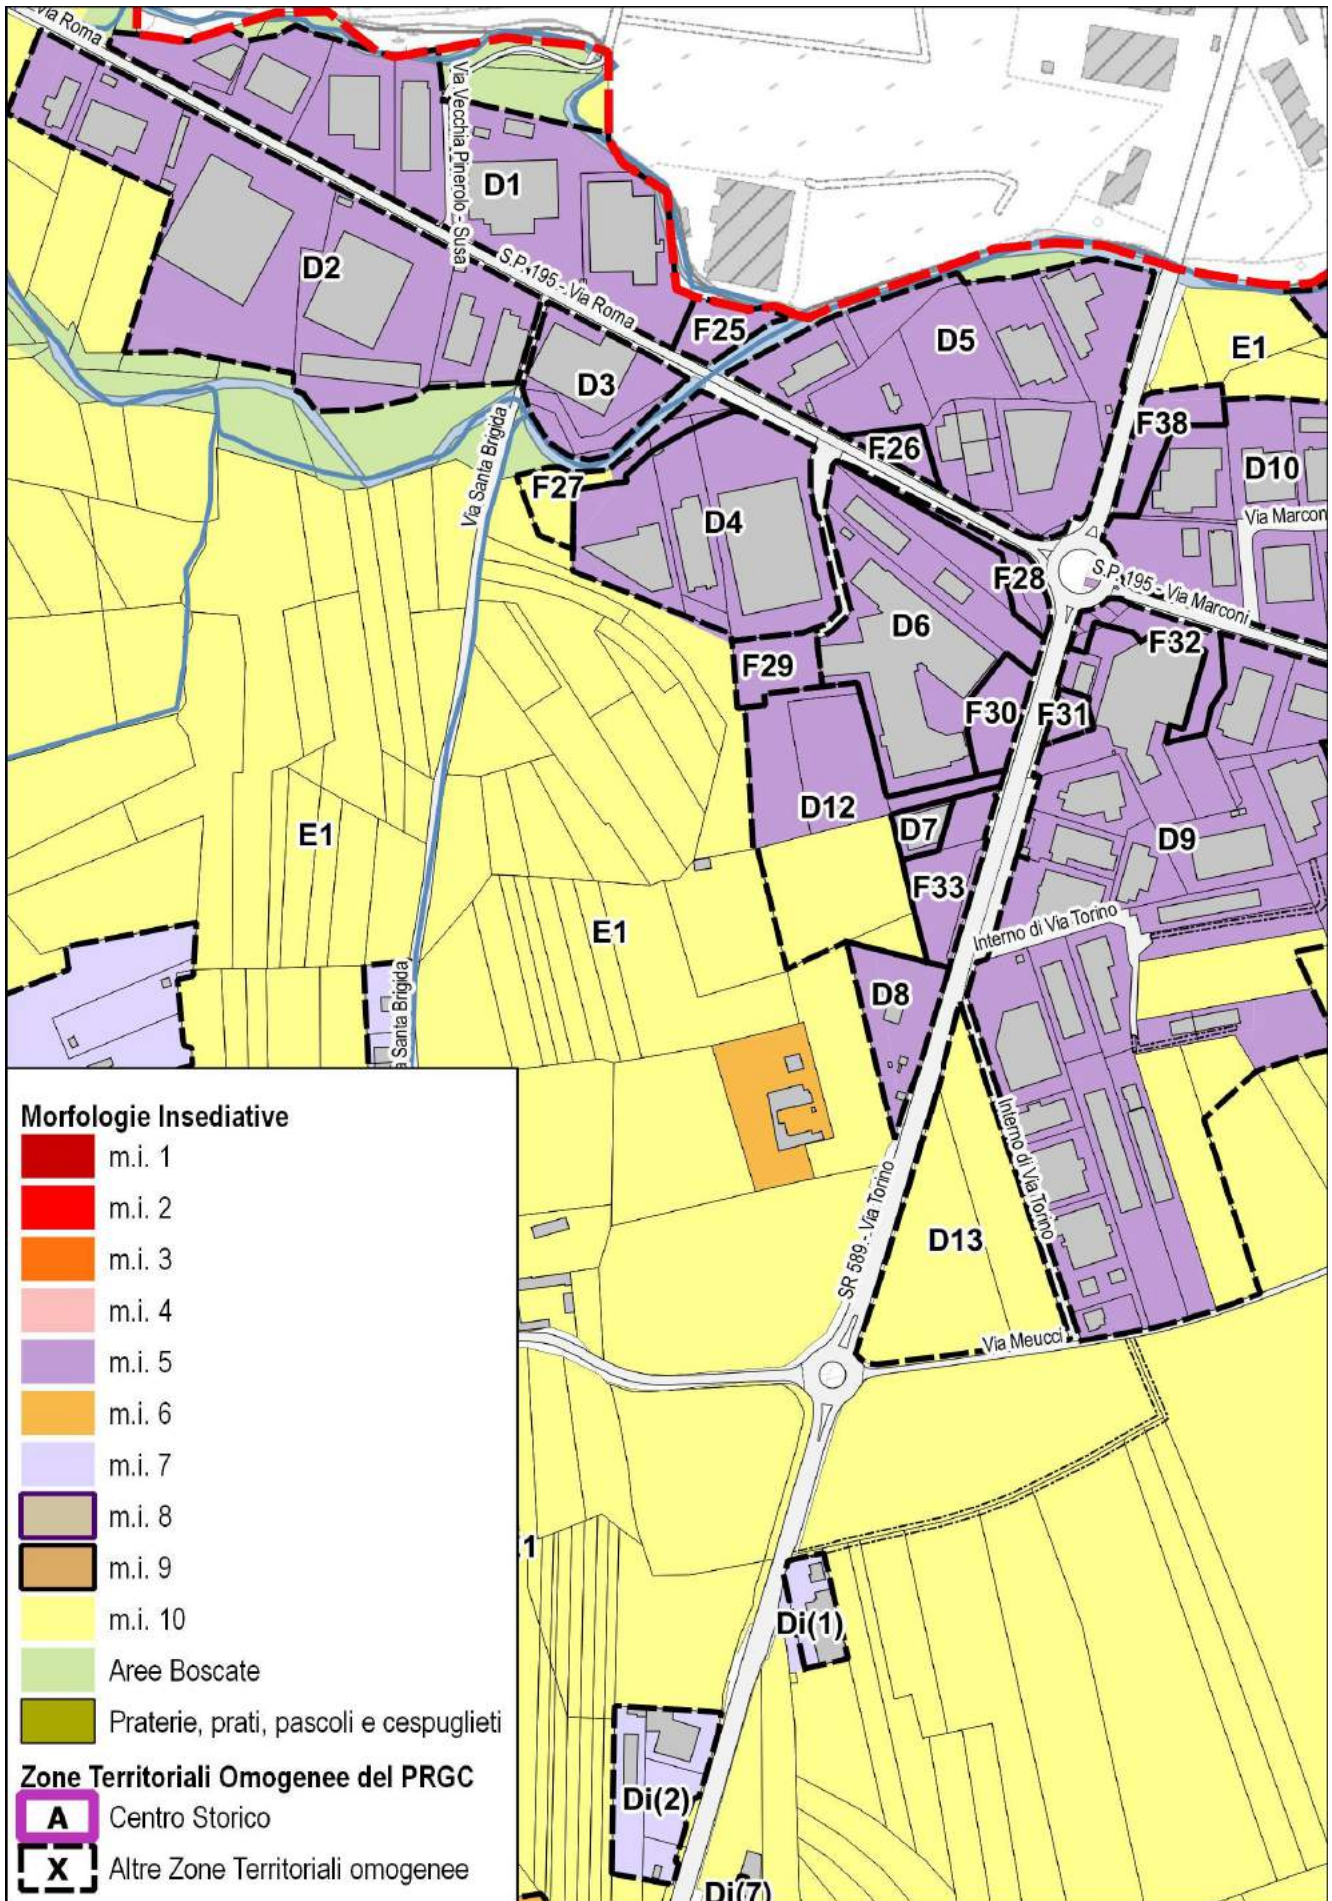 Via Roma
Via Vecchia Pinerolo - Susa
D1
D2
S.P. 195 - Via Roma
F25
D5
E1
D3
F38
F26
D10
Via Santa Brigida
F27
D4
Via Marcon
F28
S.P. 195 - Via Marconi
D6
F32
F29
F30
F31
D12
D7
D9
E1
F33
E1
Interno di Via Torino
D8
a Santa Brigida
Interno di Via Torino
SR 589 - Via Torino
D13
Via Meucci
1
Di(1)
Di(2)
Di(7)
Morfologie Insediative
m.i. 1
m.i. 2
m.i. 3
m.i. 4
m.i. 5
m.i. 6
m.i. 7
m.i. 8
m.i. 9
m.i. 10
Aree Boscate
Praterie, prati, pascoli e cespuglieti
Zone Territoriali Omogenee del PRGC
A Centro Storico
X Altre Zone Territoriali omogenee